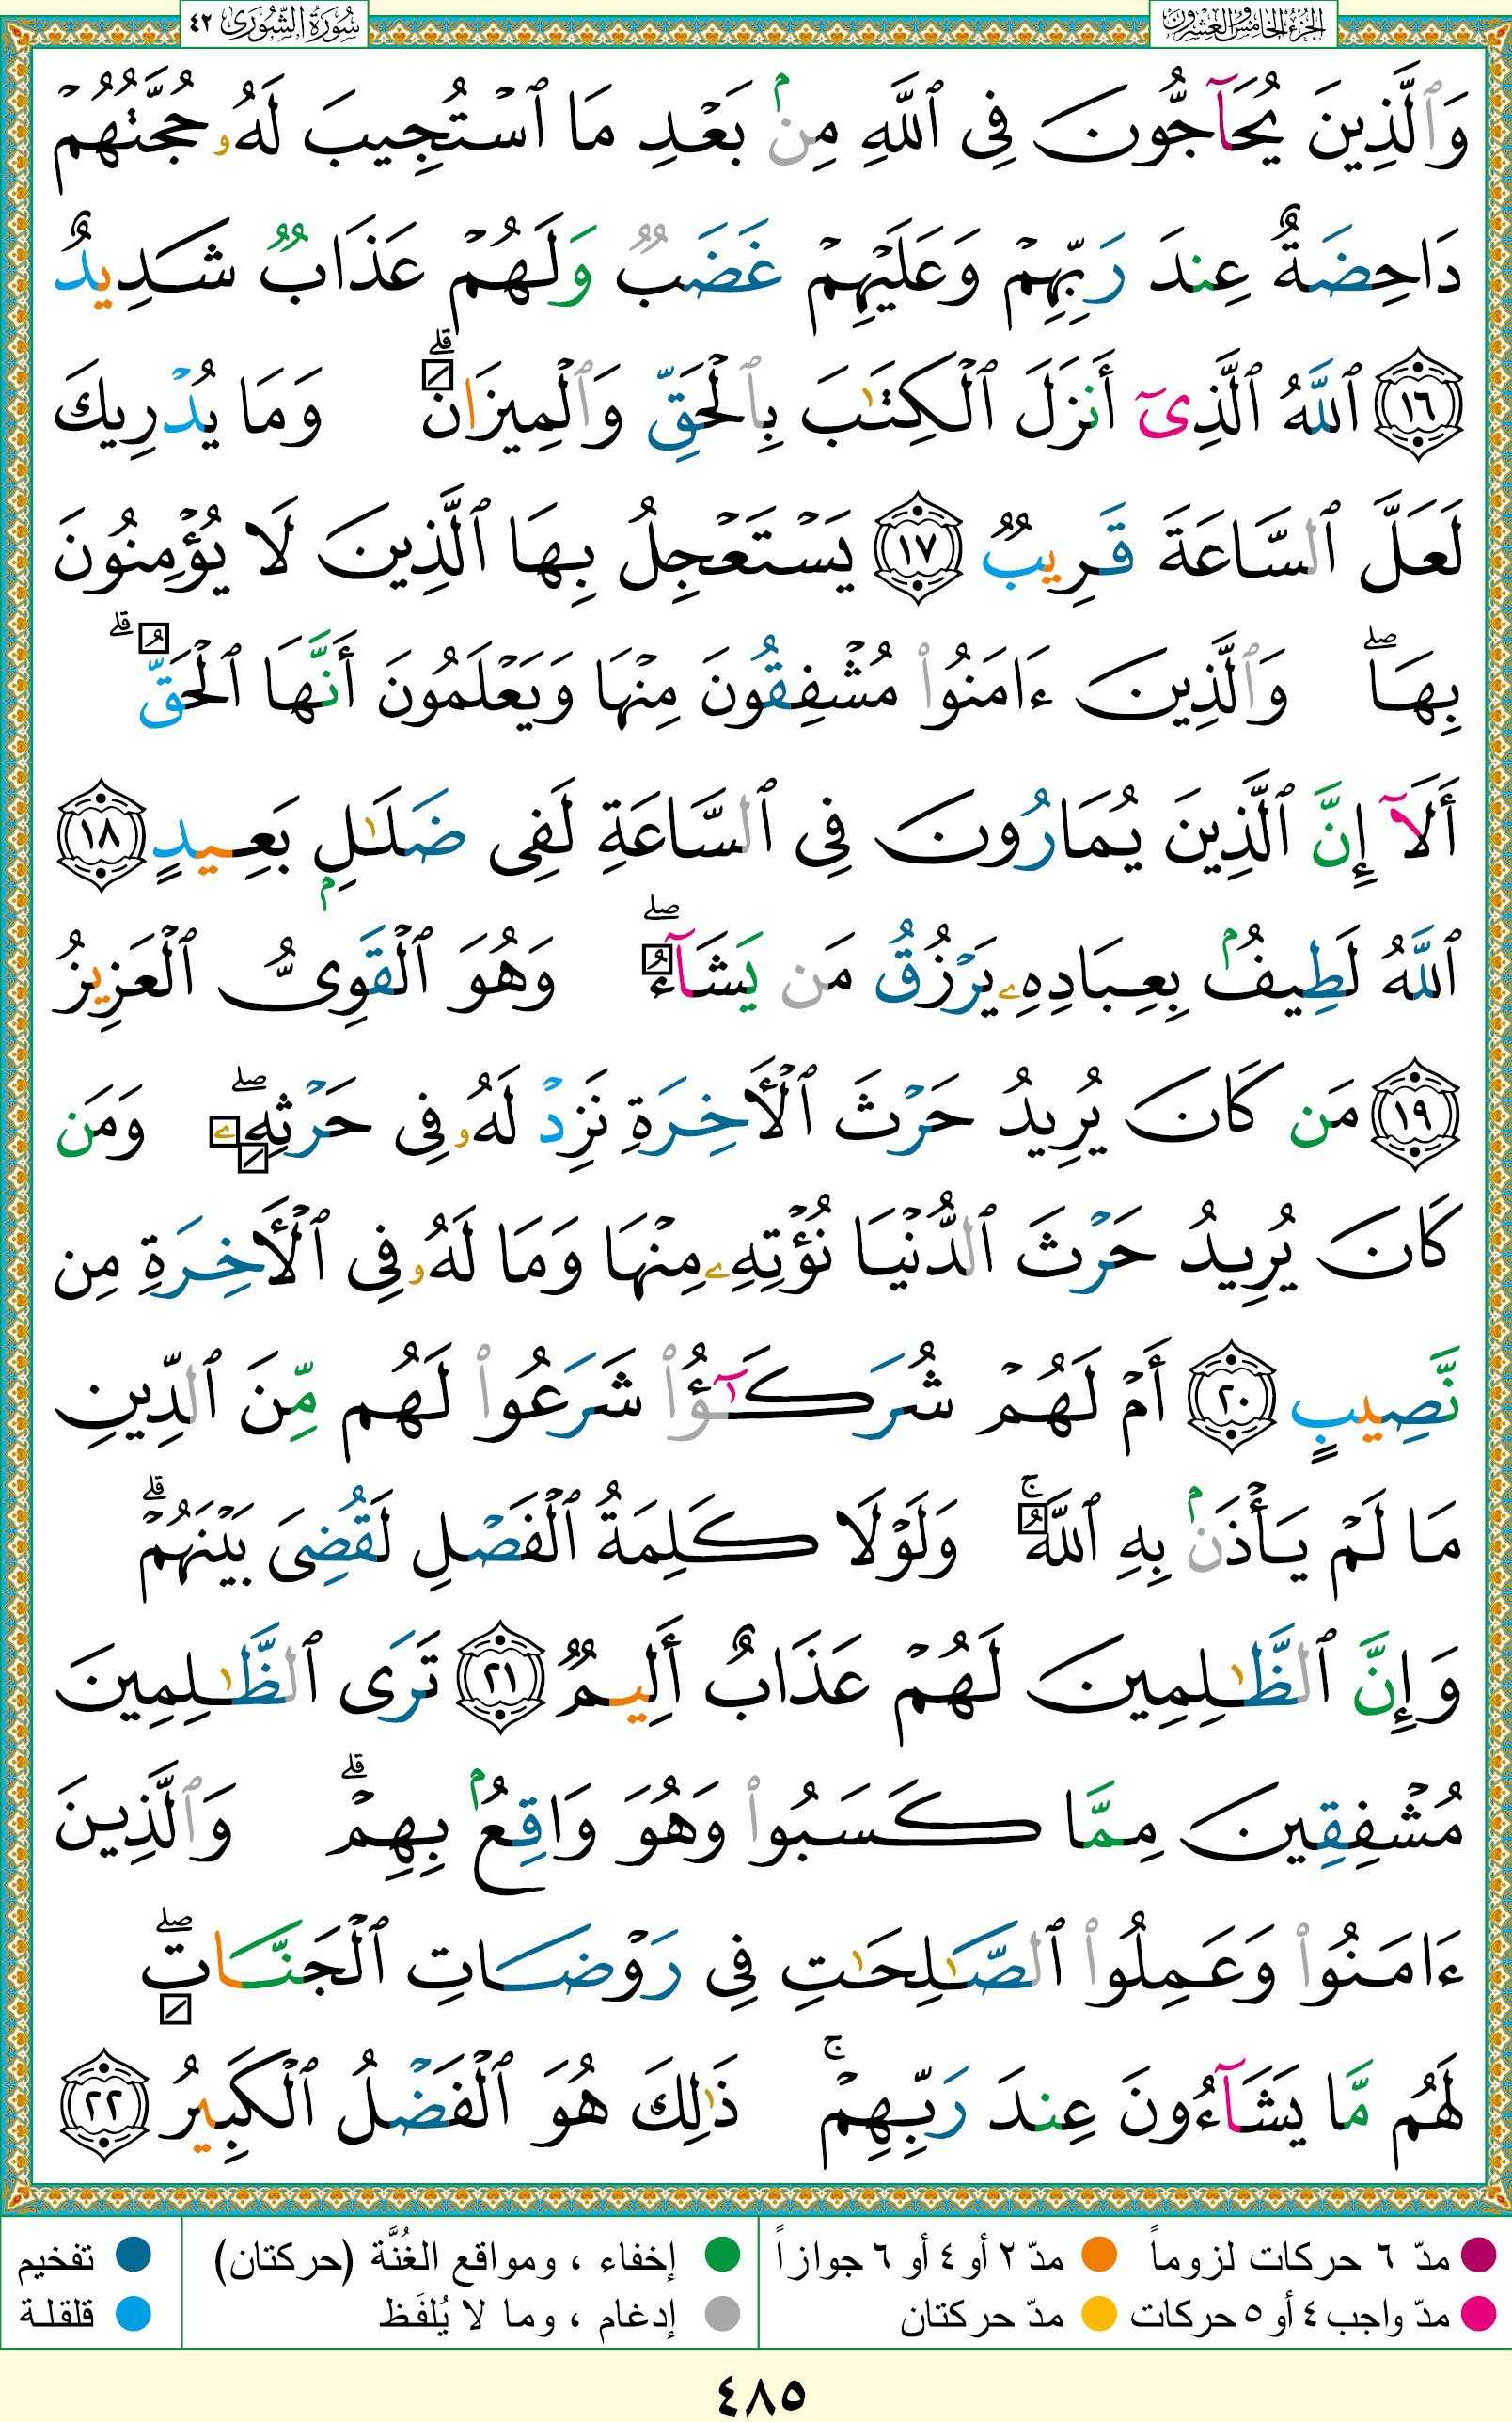 الجزء الخامس والعشرون
سُورَةُ الشُّورَىٰ ٤٢
وَٱلَّذِينَ يُحَآجُّونَ فِى ٱللَّهِ مِنۢ بَعْدِ مَا ٱسْتُجِيبَ لَهُۥ حُجَّتُهُمْ
دَاحِضَةٌ عِندَ رَبِّهِمْ وَعَلَيْهِمْ غَضَبٌ وَلَهُمْ عَذَابٌ شَدِيدٌ
﴿١٦﴾ ٱللَّهُ ٱلَّذِىٓ أَنزَلَ ٱلْكِتَٰبَ بِٱلْحَقِّ وَٱلْمِيزَانَ ۗ وَمَا يُدْرِيكَ
لَعَلَّ ٱلسَّاعَةَ قَرِيبٌ ﴿١٧﴾ يَسْتَعْجِلُ بِهَا ٱلَّذِينَ لَا يُؤْمِنُونَ
بِهَا ۖ وَٱلَّذِينَ ءَامَنُوا۟ مُشْفِقُونَ مِنْهَا وَيَعْلَمُونَ أَنَّهَا ٱلْحَقُّ ۗ
أَلَآ إِنَّ ٱلَّذِينَ يُمَارُونَ فِى ٱلسَّاعَةِ لَفِى ضَلَٰلٍۭ بَعِيدٍ ﴿١٨﴾
ٱللَّهُ لَطِيفٌۢ بِعِبَادِهِۦ يَرْزُقُ مَن يَشَآءُ ۖ وَهُوَ ٱلْقَوِىُّ ٱلْعَزِيزُ
﴿١٩﴾ مَن كَانَ يُرِيدُ حَرْثَ ٱلْأَخِرَةِ نَزِدْ لَهُۥ فِى حَرْثِهِۦ ۖ وَمَن
كَانَ يُرِيدُ حَرْثَ ٱلدُّنْيَا نُؤْتِهِۦ مِنْهَا وَمَا لَهُۥ فِى ٱلْأَخِرَةِ مِن
نَّصِيبٍ ﴿٢٠﴾ أَمْ لَهُمْ شُرَكَٰٓؤُا۟ شَرَعُوا۟ لَهُم مِّنَ ٱلدِّينِ
مَا لَمْ يَأْذَنۢ بِهِ ٱللَّهُ ۚ وَلَوْلَا كَلِمَةُ ٱلْفَصْلِ لَقُضِىَ بَيْنَهُمْ ۗ
وَإِنَّ ٱلظَّٰلِمِينَ لَهُمْ عَذَابٌ أَلِيمٌ ﴿٢١﴾ تَرَى ٱلظَّٰلِمِينَ
مُشْفِقِينَ مِمَّا كَسَبُوا۟ وَهُوَ وَاقِعٌۢ بِهِمْ ۗ وَٱلَّذِينَ
ءَامَنُوا۟ وَعَمِلُوا۟ ٱلصَّٰلِحَٰتِ فِى رَوْضَاتِ ٱلْجَنَّاتِ ۖ
لَهُم مَّا يَشَآءُونَ عِندَ رَبِّهِمْ ۚ ذَٰلِكَ هُوَ ٱلْفَضْلُ ٱلْكَبِيرُ ﴿٢٢﴾
مدّ ٦ حركات لزوماً مدّ ٢ أو ٤ أو ٦ جوازاً إخفاء ، ومواقع الغُنَّة (حركتان) تفخيم
مدّ واجب ٤ أو ٥ حركات مدّ حركتان إدغام ، وما لا يُلفَظ قلقلة
٤٨٥